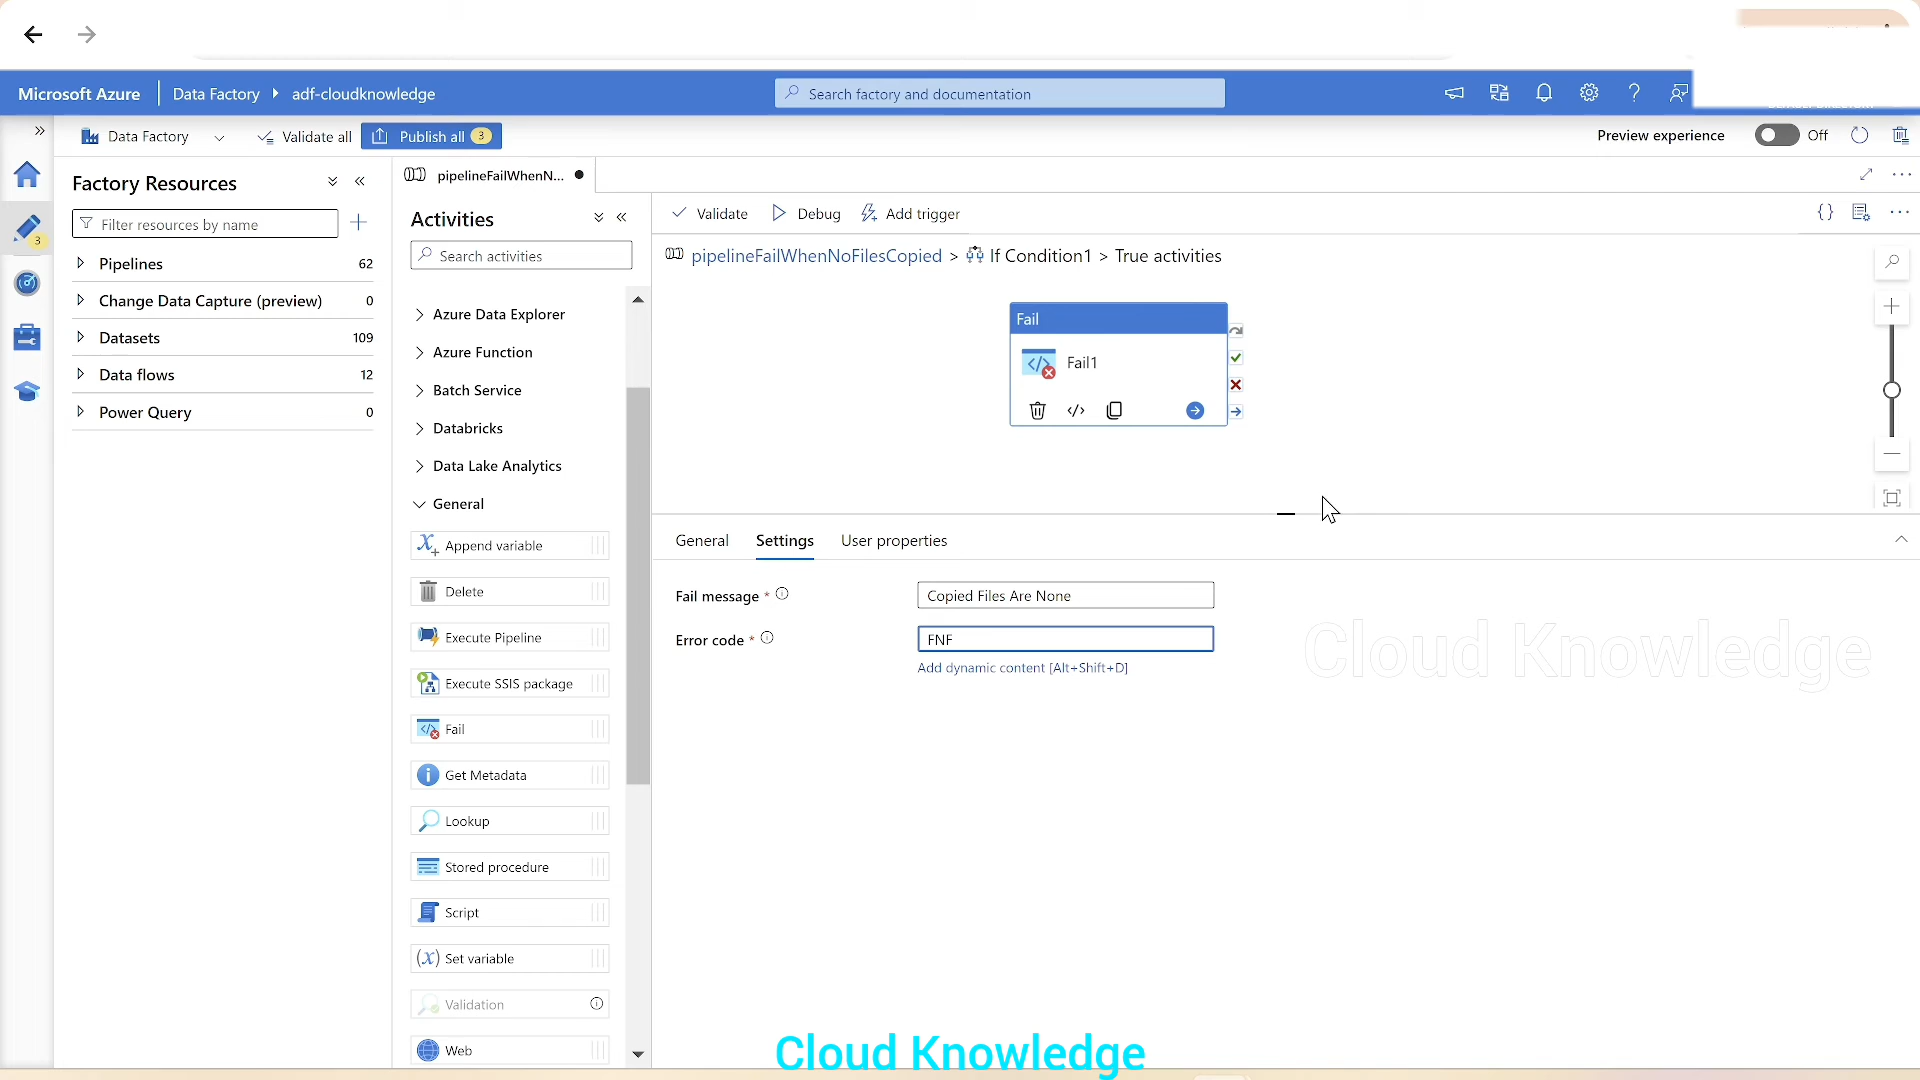 Microsoft Azure
Data Factory
adf-cloudknowledge
Search factory and documentation
Data Factory
Validate all
Publish all
3
Preview experience
Off
Factory Resources
Filter resources by name
3
Pipelines 62
Change Data Capture (preview) 0
Datasets 109
Data flows 12
Power Query 0
pipelineFailWhenN...
Activities
Search activities
Azure Data Explorer
Azure Function
Batch Service
Databricks
Data Lake Analytics
General
Append variable
Delete
Execute Pipeline
Execute SSIS package
Fail
Get Metadata
Lookup
Stored procedure
Script
(x) Set variable
Validation
Web
Validate
Debug
Add trigger
{}
pipelineFailWhenNoFilesCopied > If Condition1 > True activities
Fail
Fail1
General
Settings
User properties
Fail message *
Copied Files Are None
Error code *
FNF
Add dynamic content [Alt+Shift+D]
Cloud Knowledge
Cloud Knowledge